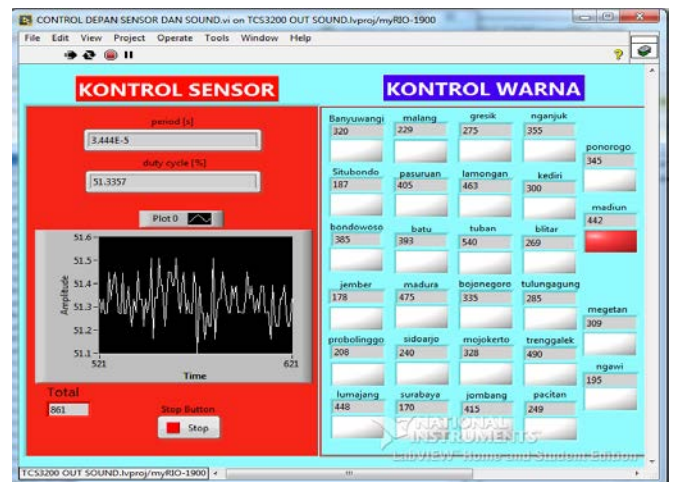 CONTROL DEPAN SENSOR DAN SOUND.vi on TCS3200 OUT SOUND.lvproj/myRIO-1900
File Edit View Project Operate Tools Window Help
KONTROL SENSOR
period [s]
3,444E-5
duty cycle [%]
51.3357
Plot 0
51.6
51.5
51.4
51.3
51.2
51.1
Amplitude
521
621
Time
Total
861
Stop Button
Stop
KONTROL WARNA
Banyuwangi malang gresik nganjuk
320 229 275 355
ponorogo
345
Situbondo pasuruan lamongan kediri
187 405 463 300
madiun
442
bondowoso batu tuban blitar
385 393 540 269
jember madura bojonegoro tulungagung
178 475 335 285
megetan
309
probolinggo sidoarjo mojokerto trenggalek
208 240 328 490
ngawi
195
lumajang surabaya jombang pacitan
448 170 415 249
NATIONAL
INSTRUMENTS
LabVIEW Home and Student Edition
TCS3200 OUT SOUND.lvproj/myRIO-1900